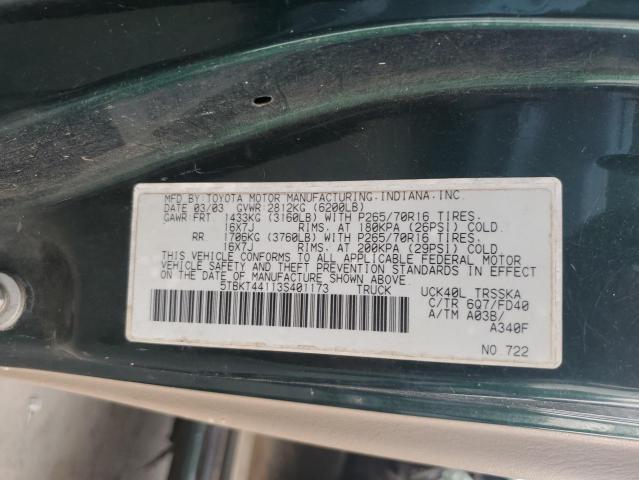 MFD. BY: TOYOTA MOTOR MANUFACTURING, INDIANA, INC.
DATE 03/03 GVWR 2812KG (6200LB)
GAWR: FRT 1433KG (3160LB) WITH P265/70R16 TIRES.
16X7J RIMS. AT 180KPA (26PSI) COLD.
RR 1706KG (3760LB) WITH P265/70R16 TIRES.
16X7J RIMS. AT 200KPA (29PSI) COLD.
THIS VEHICLE CONFORMS TO ALL APPLICABLE FEDERAL MOTOR
VEHICLE SAFETY AND THEFT PREVENTION STANDARDS IN EFFECT
ON THE DATE OF MANUFACTURE SHOWN ABOVE.
5TBKT44113S401173 TRUCK
UCK40L TRSSKA
C/TR 6Q7/FD40
A/TM A03B/
A340F
NO. 722